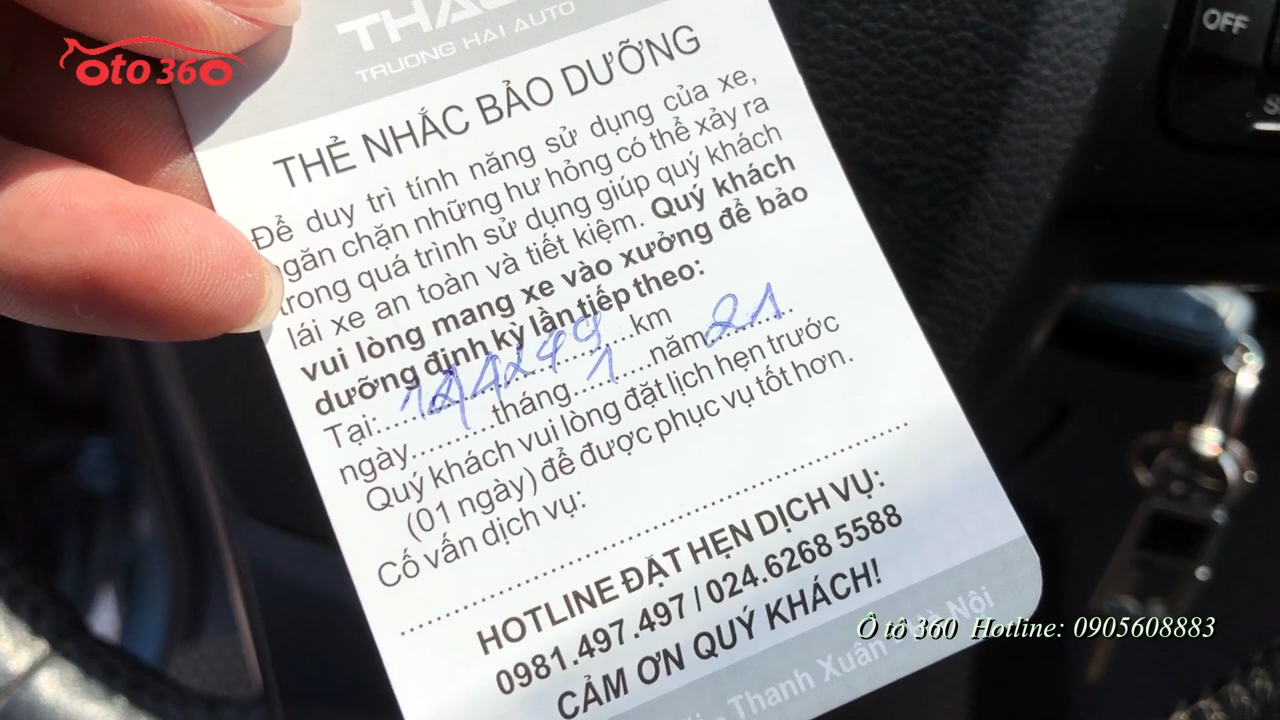 oto 360
OFF
TRUONG HAI AUTO
THẺ NHẮC BẢO DƯỠNG
Để duy trì tính năng sử dụng của xe,
ngăn chặn những hư hỏng có thể xảy ra
trong quá trình sử dụng giúp quý khách
lái xe an toàn và tiết kiệm. Quý khách
vui lòng mang xe vào xưởng để bảo
dưỡng định kỳ lần tiếp theo:
Tại:..........................km
ngày..........tháng...1......năm..21......
Quý khách vui lòng đặt lịch hẹn trước
(01 ngày) để được phục vụ tốt hơn.
Cố vấn dịch vụ:
HOTLINE ĐẶT HẸN DỊCH VỤ:
0981.497.497 / 024.6268 5588
CẢM ƠN QUÝ KHÁCH!
Thanh Xuân - Hà Nội
Ô tô 360 Hotline: 0905608883